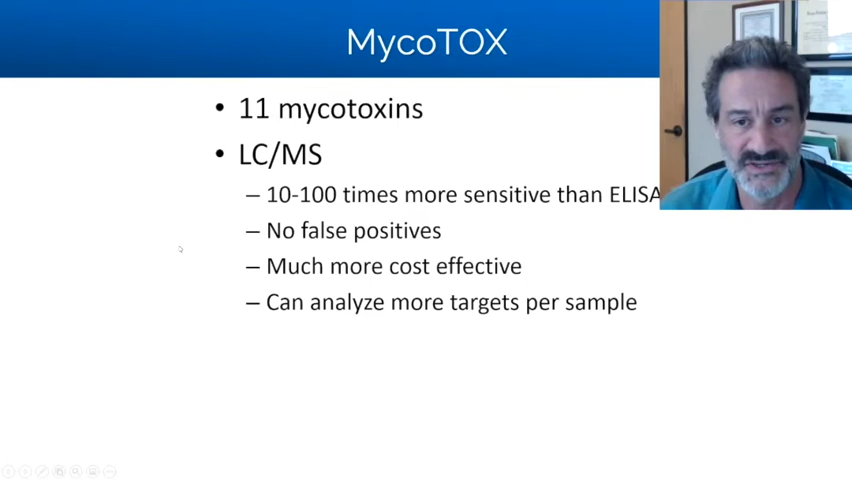 MycoTOX
• 11 mycotoxins
• LC/MS
– 10-100 times more sensitive than ELISA
– No false positives
– Much more cost effective
– Can analyze more targets per sample